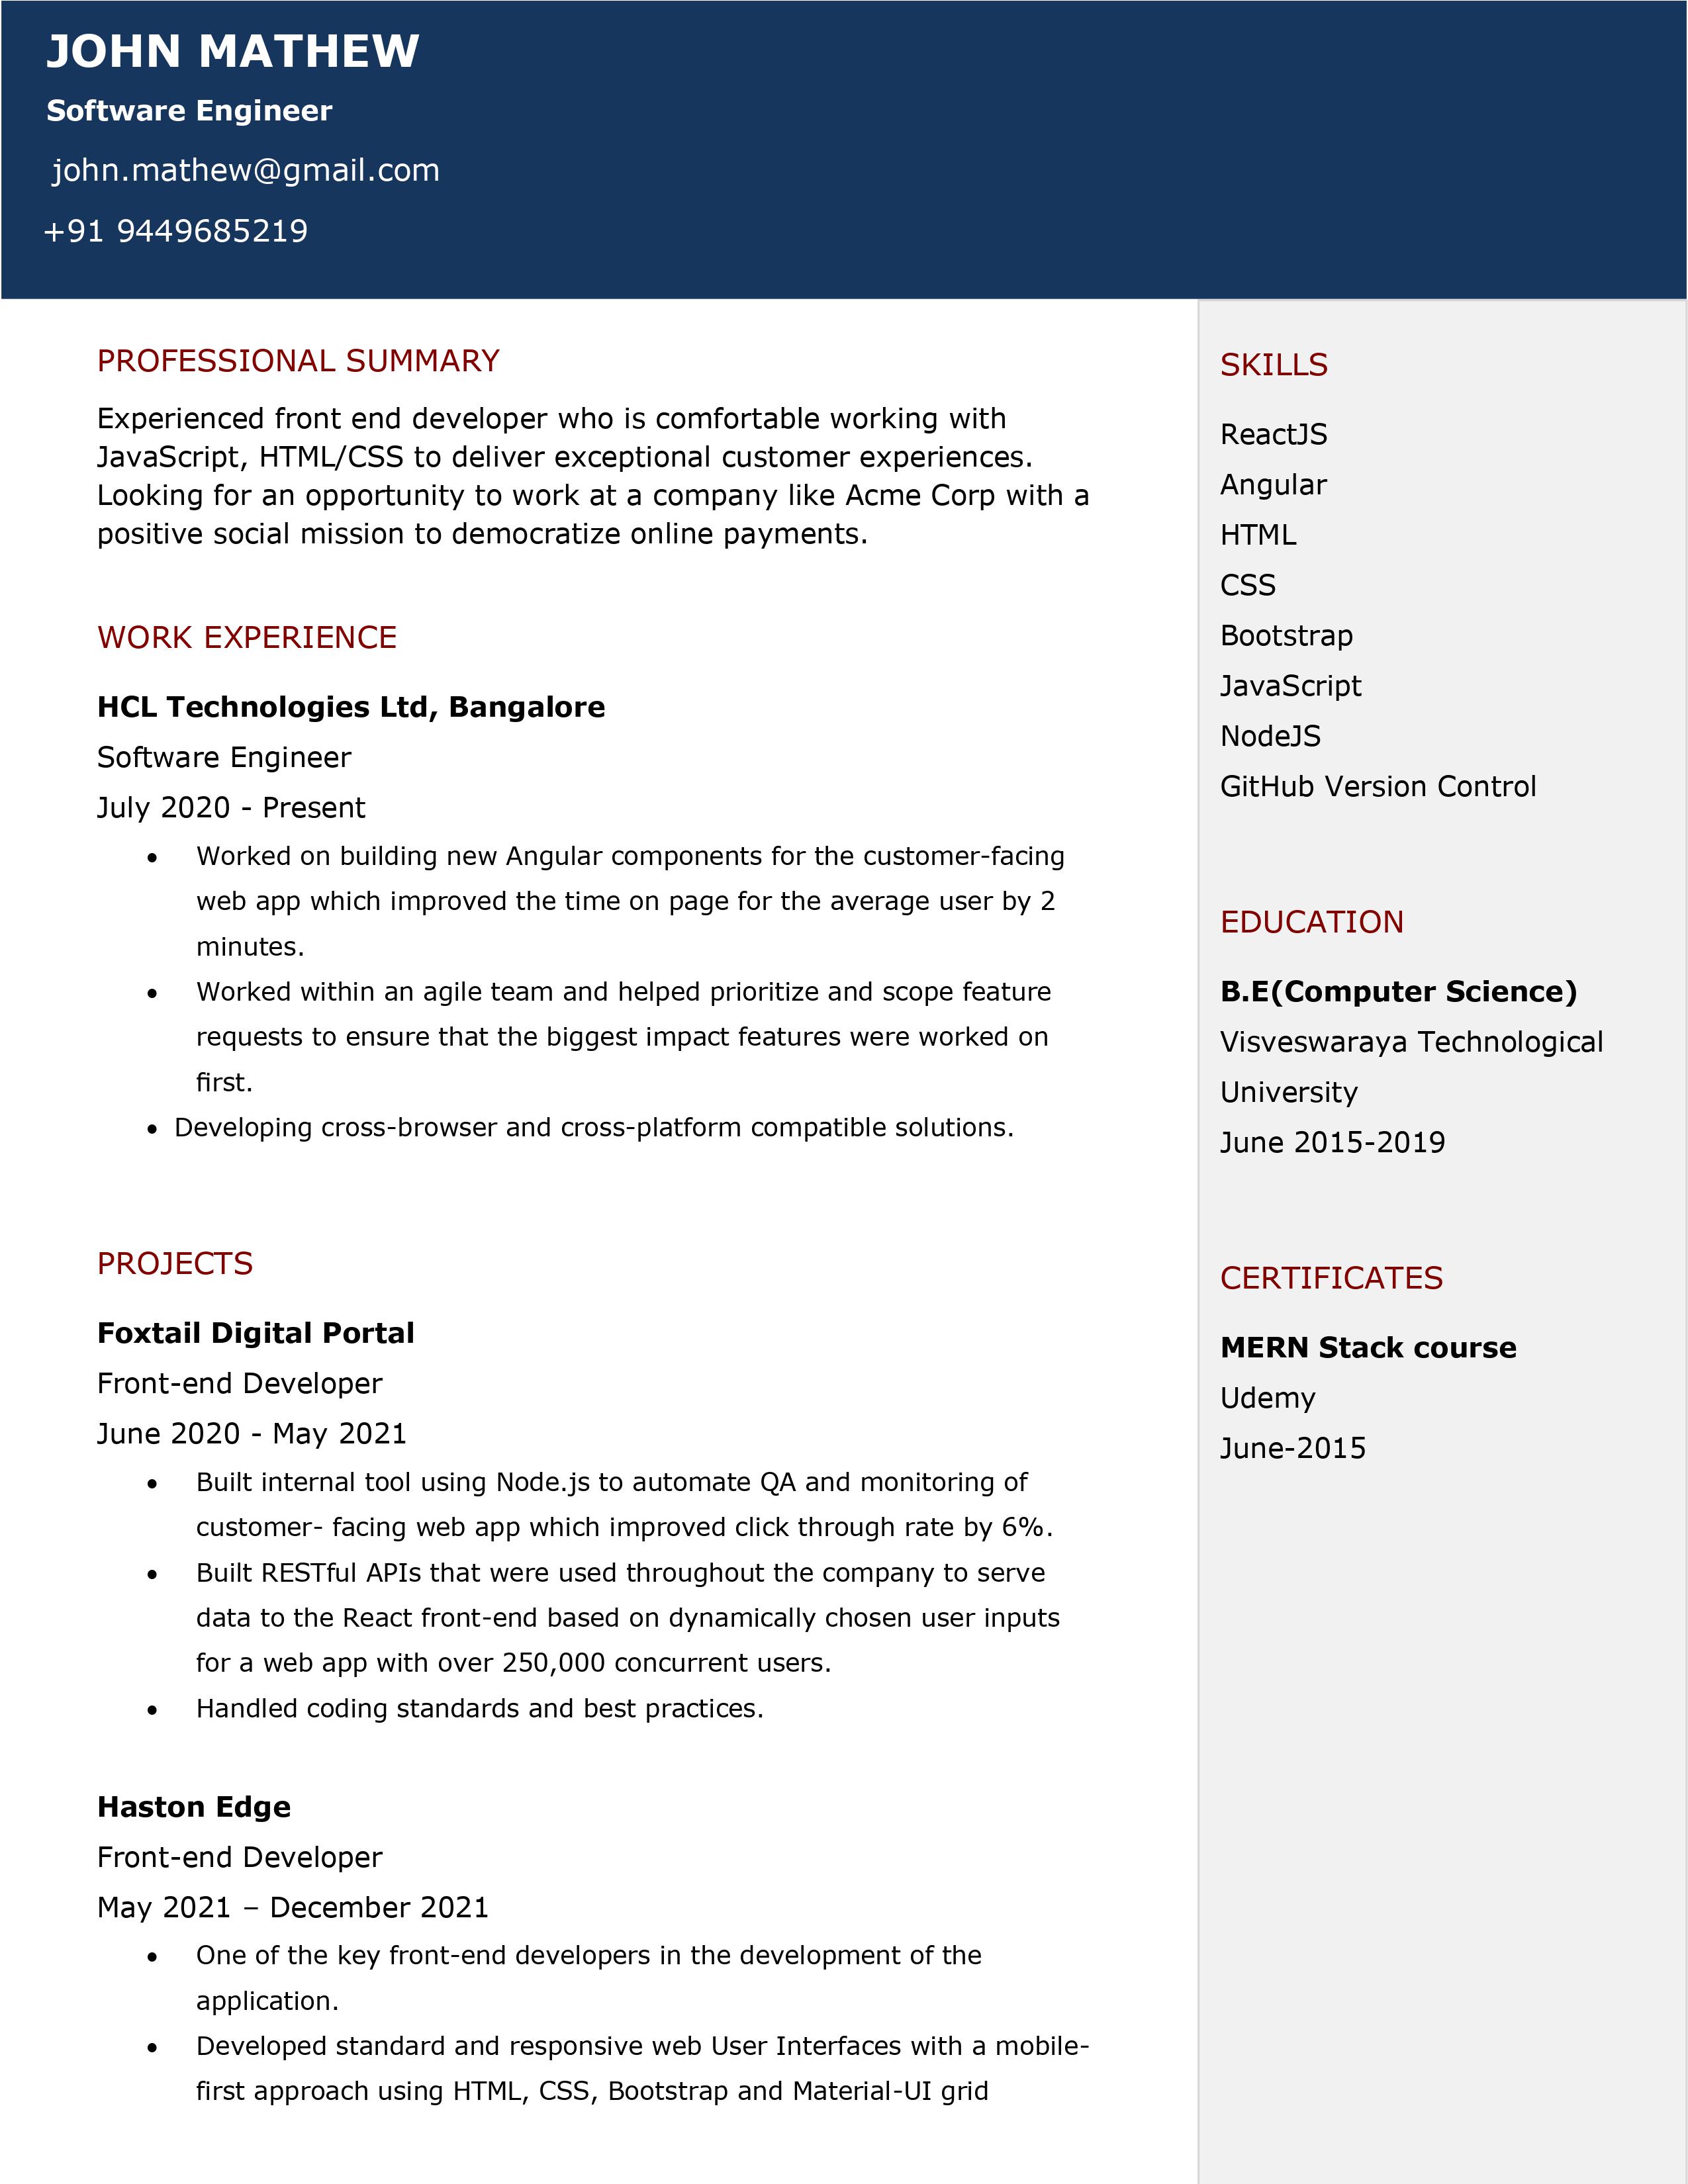 JOHN MATHEW
Software Engineer
john.mathew@gmail.com
+91 9449685219
PROFESSIONAL SUMMARY
Experienced front end developer who is comfortable working with
JavaScript, HTML/CSS to deliver exceptional customer experiences.
Looking for an opportunity to work at a company like Acme Corp with a
positive social mission to democratize online payments.
WORK EXPERIENCE
HCL Technologies Ltd, Bangalore
Software Engineer
July 2020 - Present
• Worked on building new Angular components for the customer-facing
web app which improved the time on page for the average user by 2
minutes.
• Worked within an agile team and helped prioritize and scope feature
requests to ensure that the biggest impact features were worked on
first.
• Developing cross-browser and cross-platform compatible solutions.
PROJECTS
Foxtail Digital Portal
Front-end Developer
June 2020 - May 2021
• Built internal tool using Node.js to automate QA and monitoring of
customer- facing web app which improved click through rate by 6%.
• Built RESTful APIs that were used throughout the company to serve
data to the React front-end based on dynamically chosen user inputs
for a web app with over 250,000 concurrent users.
• Handled coding standards and best practices.
Haston Edge
Front-end Developer
May 2021 – December 2021
• One of the key front-end developers in the development of the
application.
• Developed standard and responsive web User Interfaces with a mobile-
first approach using HTML, CSS, Bootstrap and Material-UI grid
SKILLS
ReactJS
Angular
HTML
CSS
Bootstrap
JavaScript
NodeJS
GitHub Version Control
EDUCATION
B.E(Computer Science)
Visveswaraya Technological
University
June 2015-2019
CERTIFICATES
MERN Stack course
Udemy
June-2015